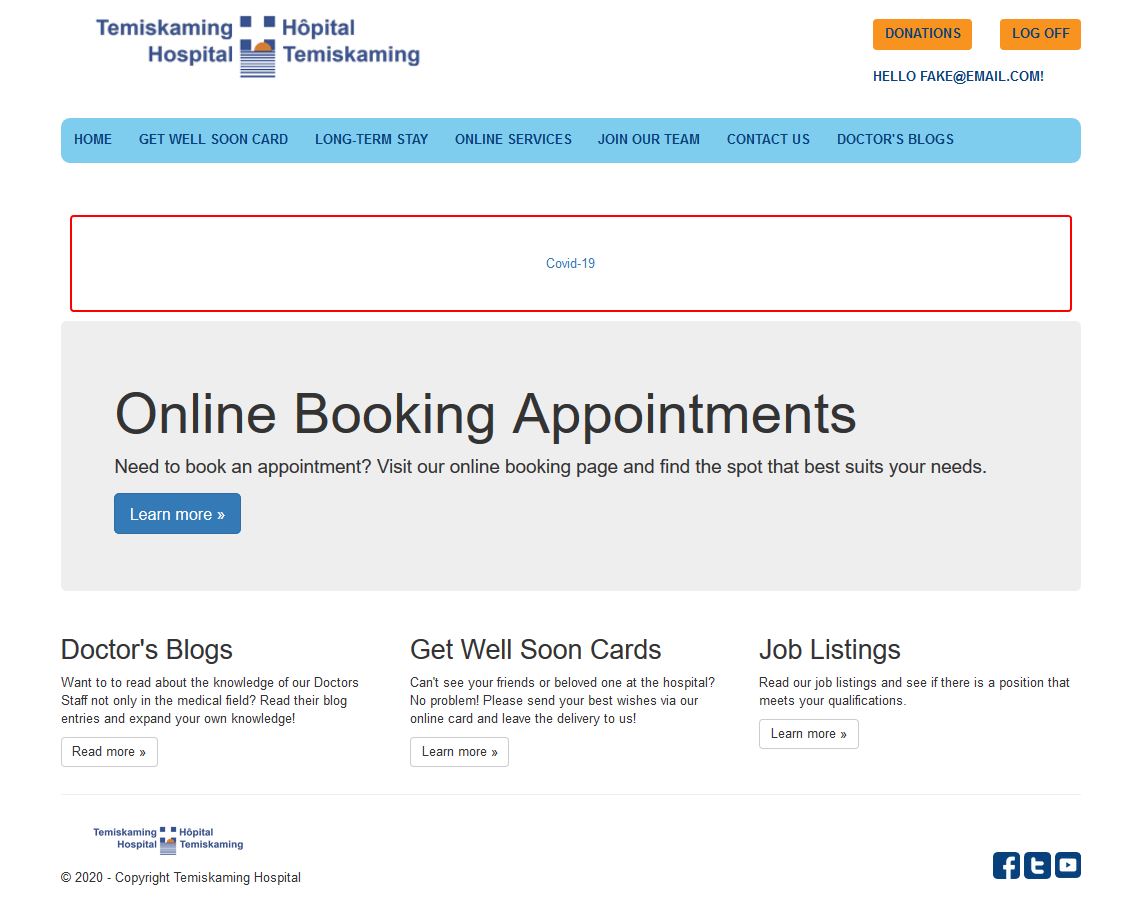 Temiskaming Hôpital
Hospital Temiskaming
DONATIONS LOG OFF
HELLO FAKE@EMAIL.COM!
HOME GET WELL SOON CARD LONG-TERM STAY ONLINE SERVICES JOIN OUR TEAM CONTACT US DOCTOR'S BLOGS
Covid-19
Online Booking Appointments
Need to book an appointment? Visit our online booking page and find the spot that best suits your needs.
Learn more »
Doctor's Blogs
Want to to read about the knowledge of our Doctors
Staff not only in the medical field? Read their blog
entries and expand your own knowledge!
Read more »
Get Well Soon Cards
Can't see your friends or beloved one at the hospital?
No problem! Please send your best wishes via our
online card and leave the delivery to us!
Learn more »
Job Listings
Read our job listings and see if there is a position that
meets your qualifications.
Learn more »
Temiskaming Hôpital
Hospital Temiskaming
© 2020 - Copyright Temiskaming Hospital